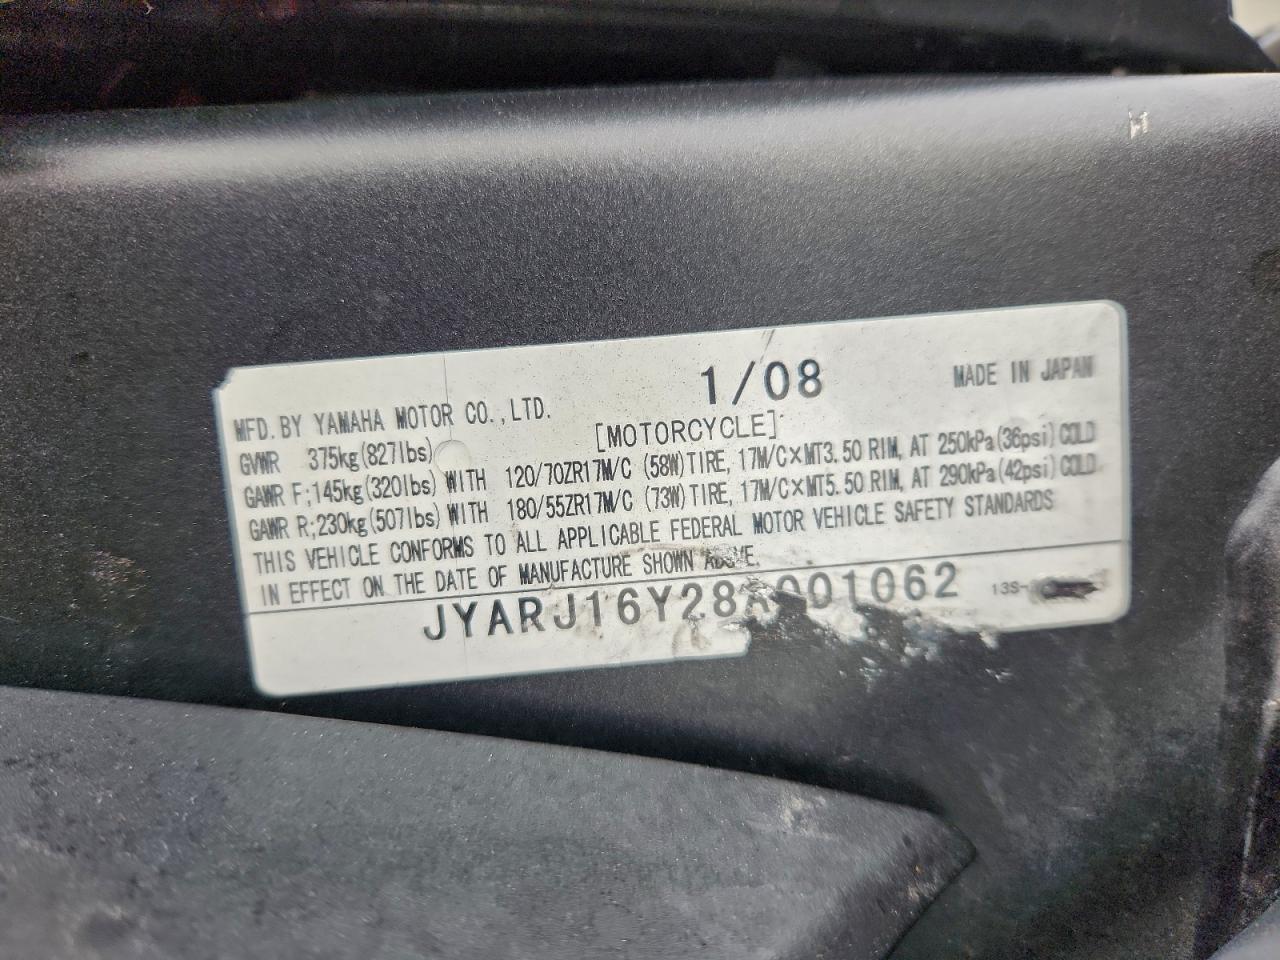 1/08
MFD. BY YAMAHA MOTOR CO., LTD.
MADE IN JAPAN
[MOTORCYCLE]
GVWR 375kg(827lbs)
GAWR F;145kg(320lbs) WITH 120/70ZR17M/C (58W)TIRE, 17M/C×MT3.50 RIM, AT 250kPa(36psi)COLD
GAWR R;230kg(507lbs) WITH 180/55ZR17M/C (73W)TIRE, 17M/C×MT5.50 RIM, AT 290kPa(42psi)COLD
THIS VEHICLE CONFORMS TO ALL APPLICABLE FEDERAL MOTOR VEHICLE SAFETY STANDARDS
IN EFFECT ON THE DATE OF MANUFACTURE SHOWN ABOVE.
JYARJ16Y28A001062
13S-